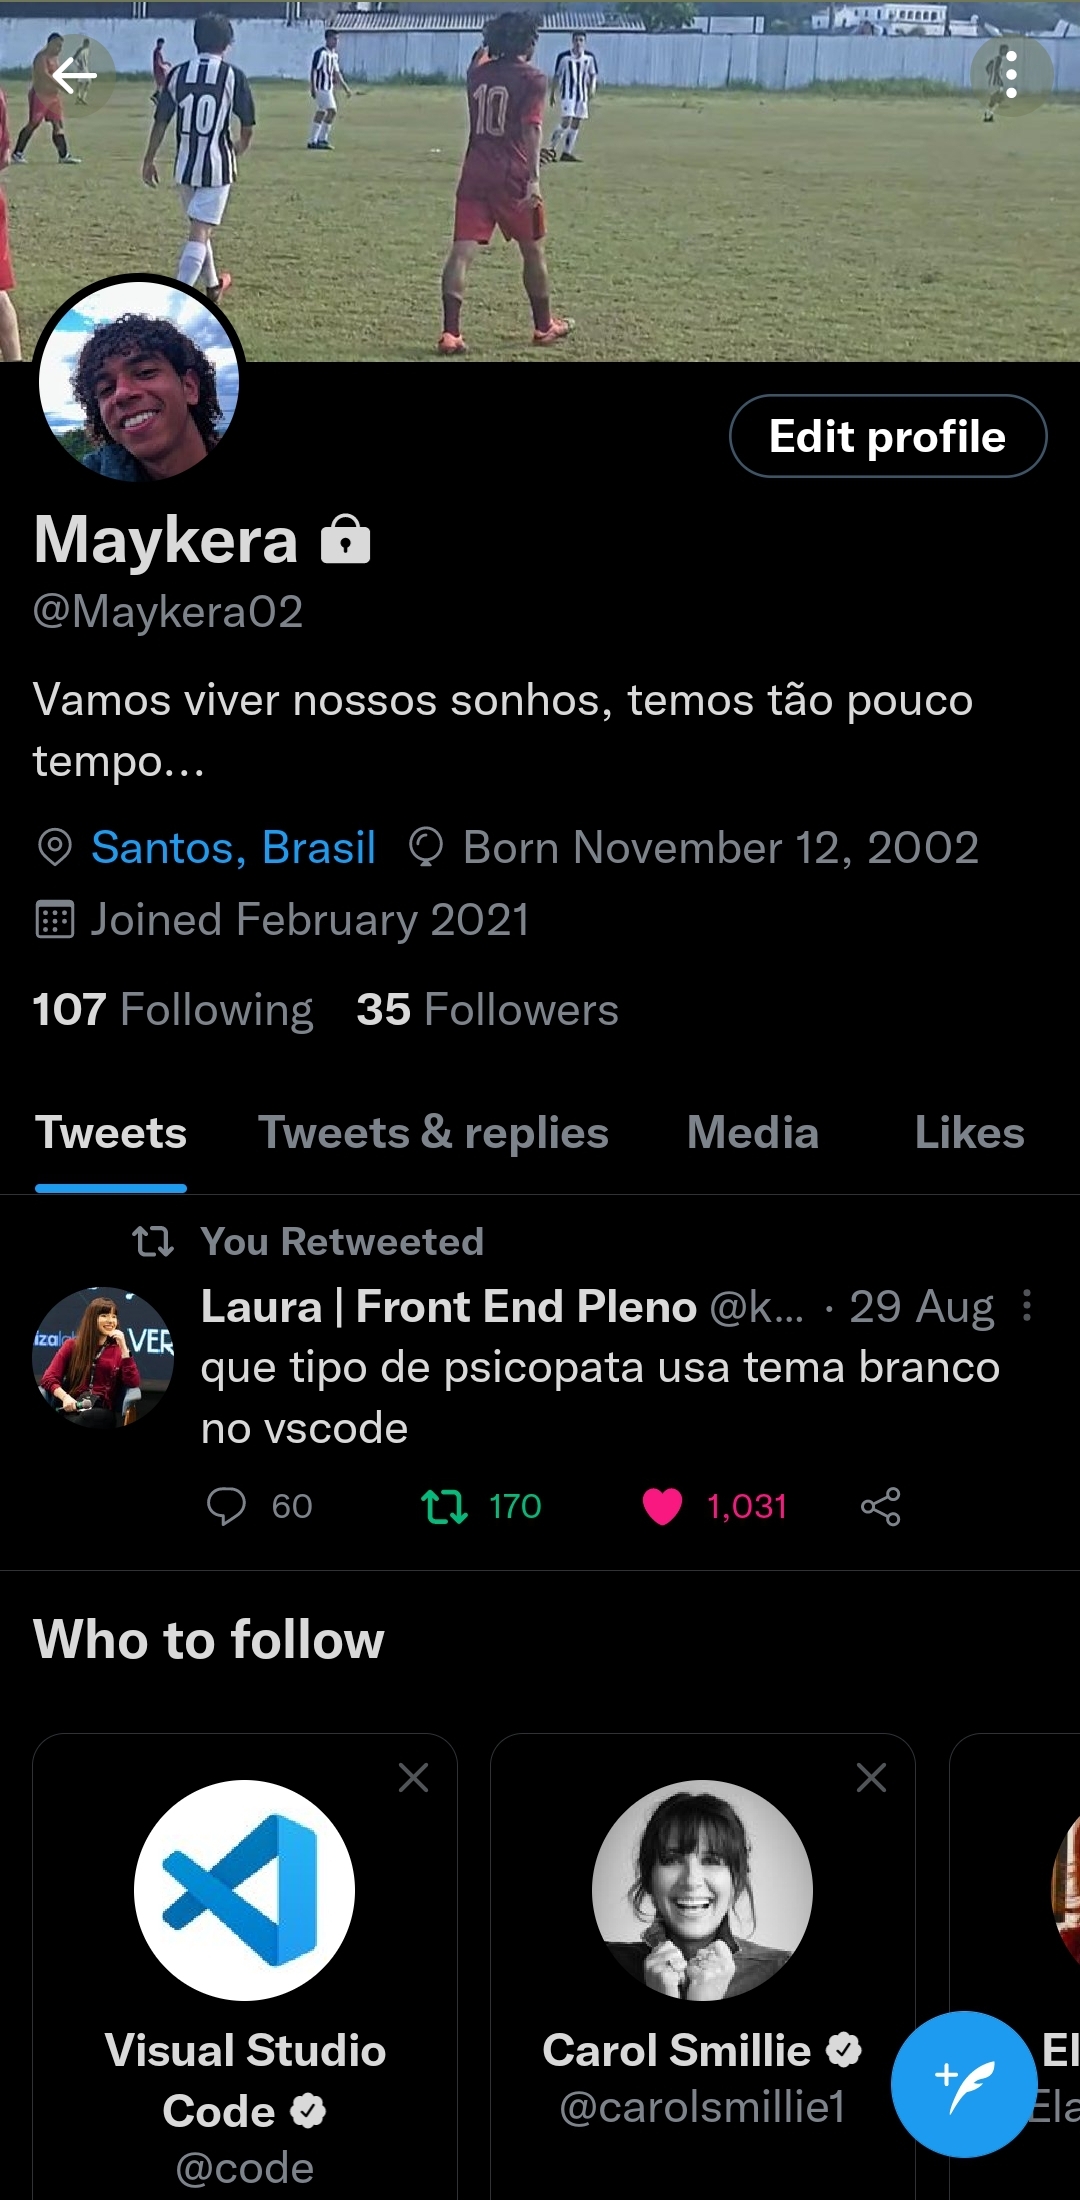 10
10
Edit profile
Maykera
@Maykera02
Vamos viver nossos sonhos, temos tão pouco
tempo...
Santos, Brasil Born November 12, 2002
Joined February 2021
107 Following 35 Followers
Tweets Tweets & replies Media Likes
You Retweeted
Laura | Front End Pleno @k... · 29 Aug
que tipo de psicopata usa tema branco
no vscode
60 170 1,031
Who to follow
Visual Studio
Code
@code
Carol Smillie
@carolsmillie1